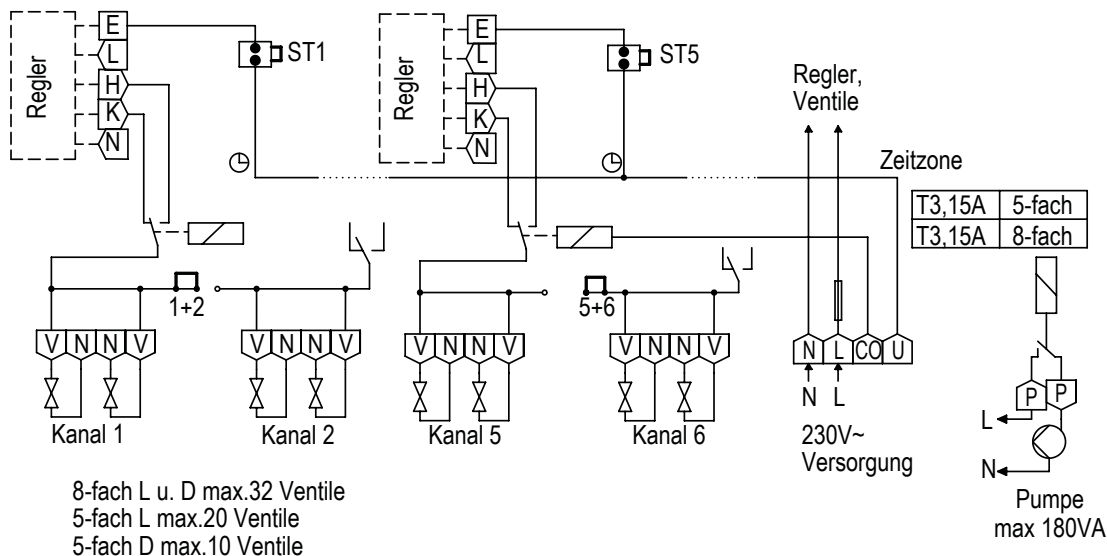 E
L
H
K
N
Regler
ST1
E
L
H
K
N
Regler
ST5
Regler,
Ventile
Zeitzone
T3,15A 5-fach
T3,15A 8-fach
1+2
5+6
V N N V
V N N V
V N N V
V N N V
N L CO U
N L
P P
L
N
Kanal 1
Kanal 2
Kanal 5
Kanal 6
230V~
Versorgung
Pumpe
max 180VA
8-fach L u. D max.32 Ventile
5-fach L max.20 Ventile
5-fach D max.10 Ventile